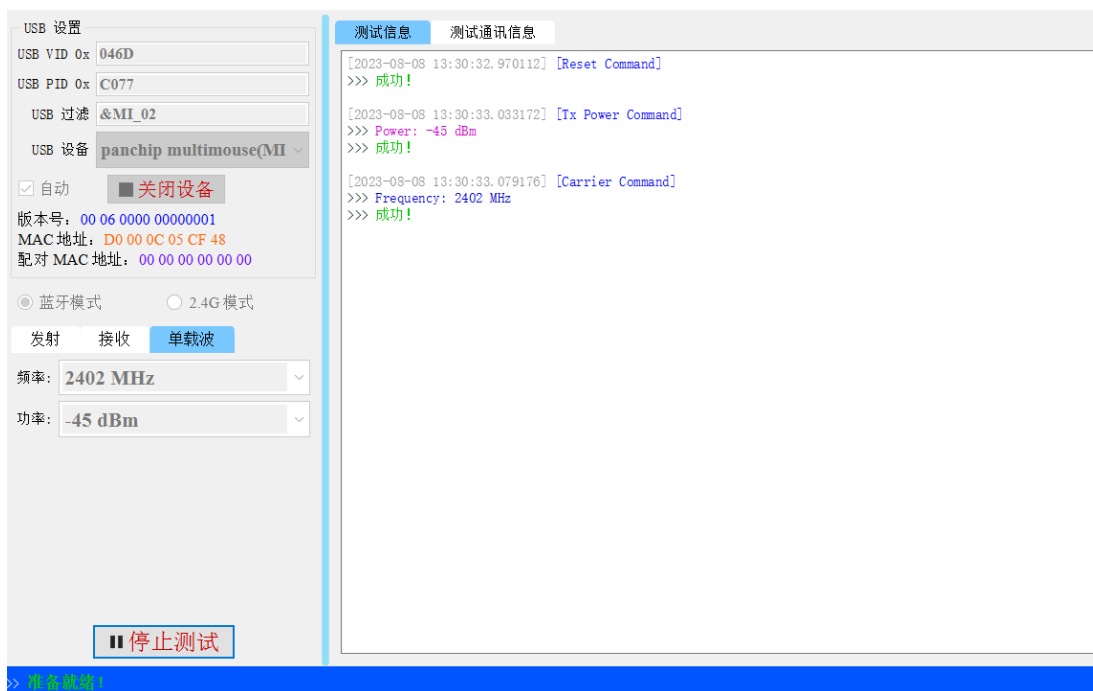 USB 设置
USB VID 0x 046D
USB PID 0x C077
USB 过滤 &MI_02
USB 设备 panchip multimouse(MI
自动 关闭设备
版本号：00 06 0000 00000001
MAC 地址：D0 00 0C 05 CF 48
配对 MAC 地址：00 00 00 00 00 00
蓝牙模式 2.4G 模式
发射 接收 单载波
频率: 2402 MHz
功率: -45 dBm
停止测试
测试信息 测试通讯信息
[2023-08-08 13:30:32.970112] [Reset Command]
>>> 成功!
[2023-08-08 13:30:33.033172] [Tx Power Command]
>>> Power: -45 dBm
>>> 成功!
[2023-08-08 13:30:33.079176] [Carrier Command]
>>> Frequency: 2402 MHz
>>> 成功!
>> 准备就绪!